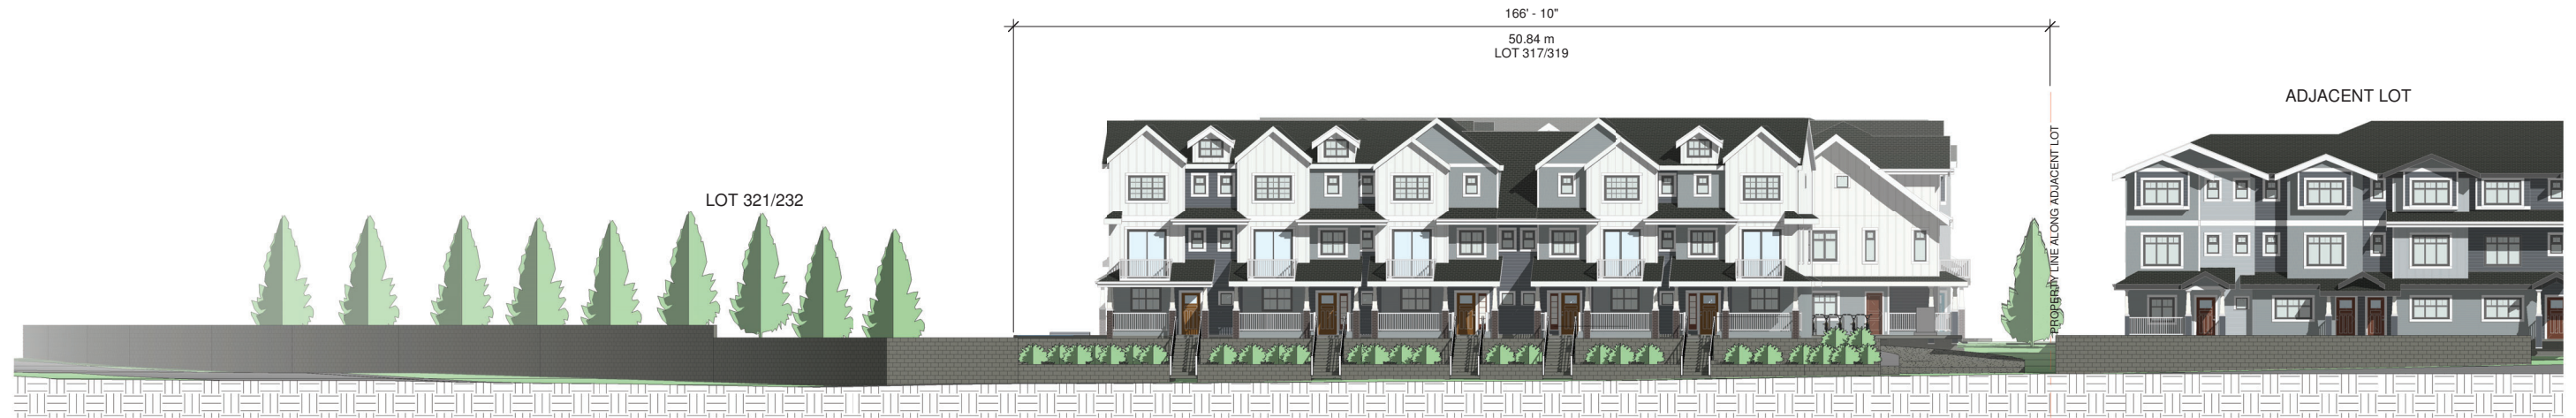 166' - 10"
50.84 m
LOT 317/319
ADJACENT LOT
LOT 321/232
PROPERTY LINE ALONG ADJACENT LOT